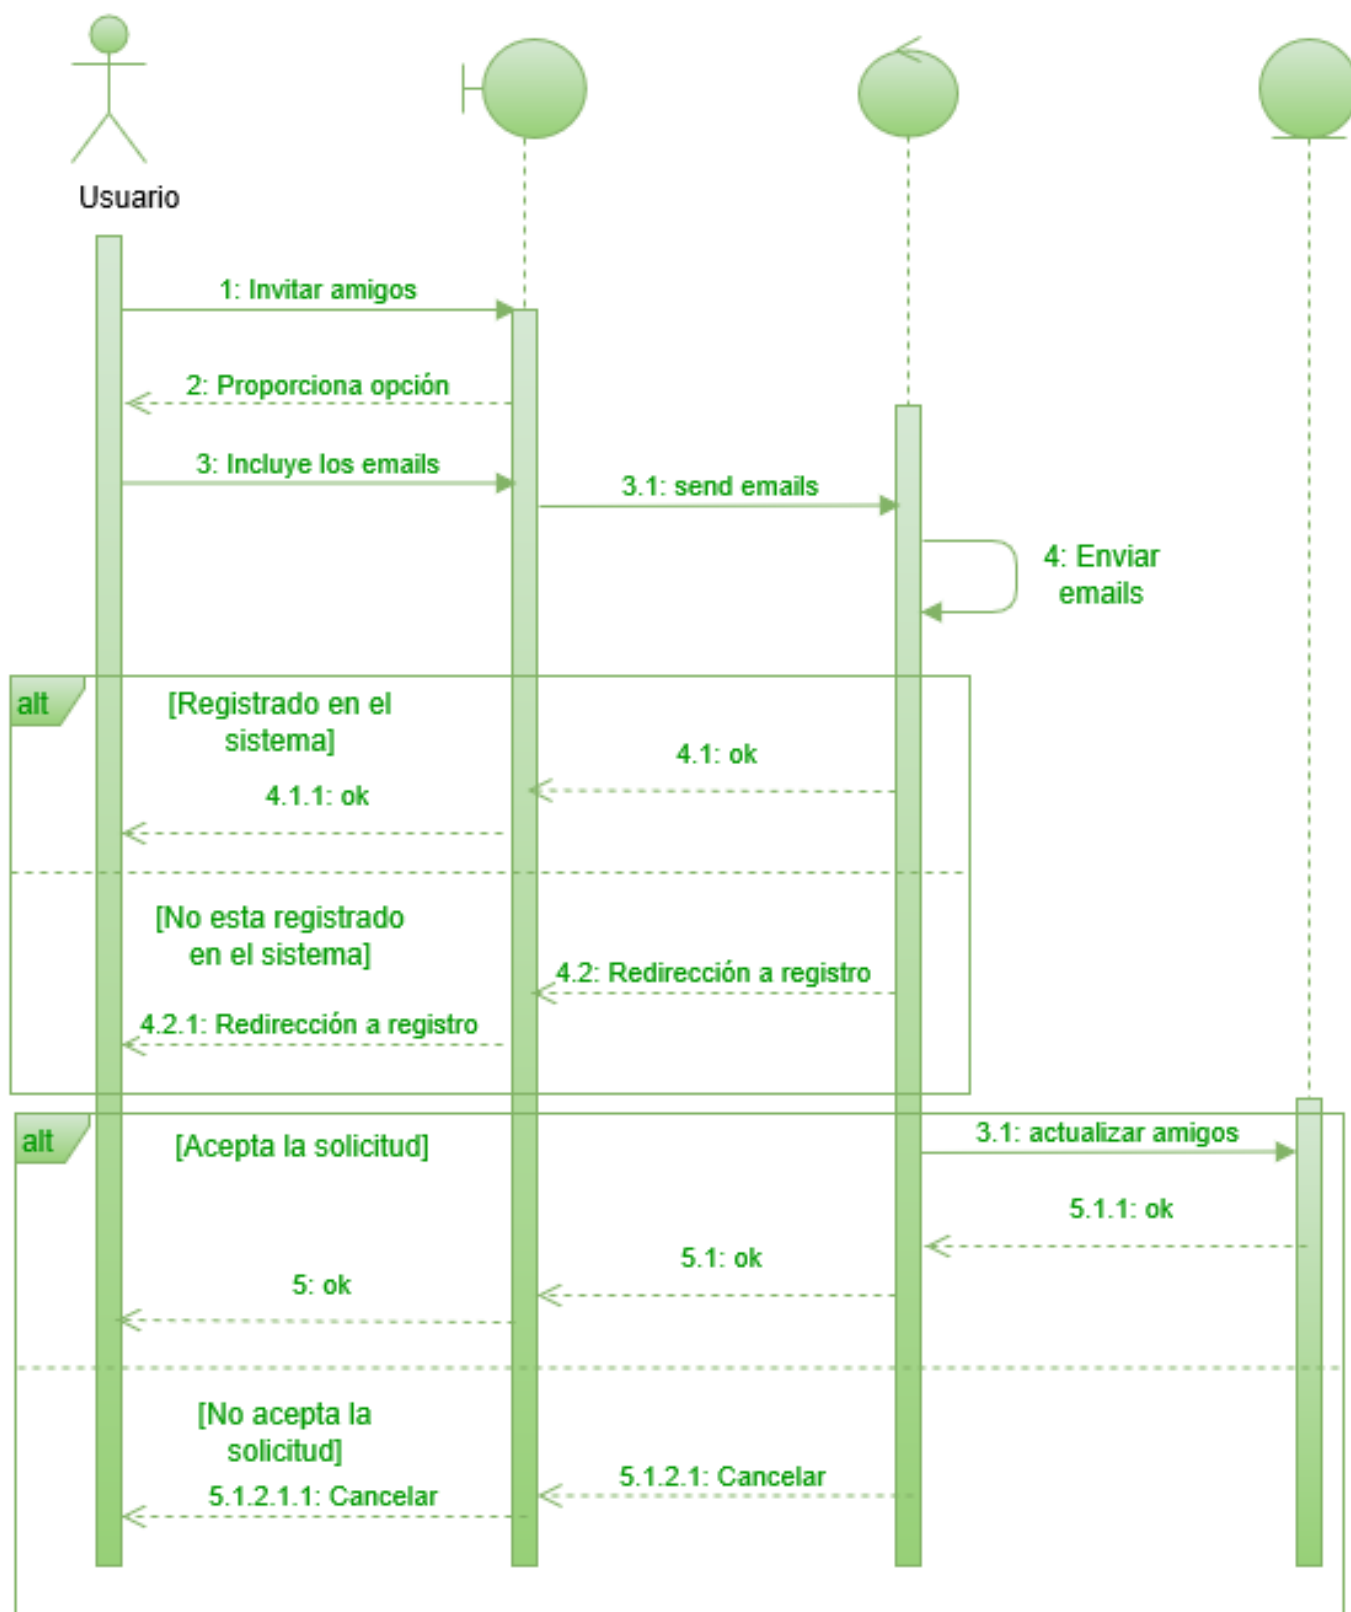 Usuario
1: Invitar amigos
2: Proporciona opción
3: Incluye los emails
3.1: send emails
4: Enviar
emails
alt
[Registrado en el
sistema]
4.1: ok
4.1.1: ok
[No esta registrado
en el sistema]
4.2: Redirección a registro
4.2.1: Redirección a registro
alt
[Acepta la solicitud]
3.1: actualizar amigos
5.1.1: ok
5.1: ok
5: ok
[No acepta la
solicitud]
5.1.2.1: Cancelar
5.1.2.1.1: Cancelar